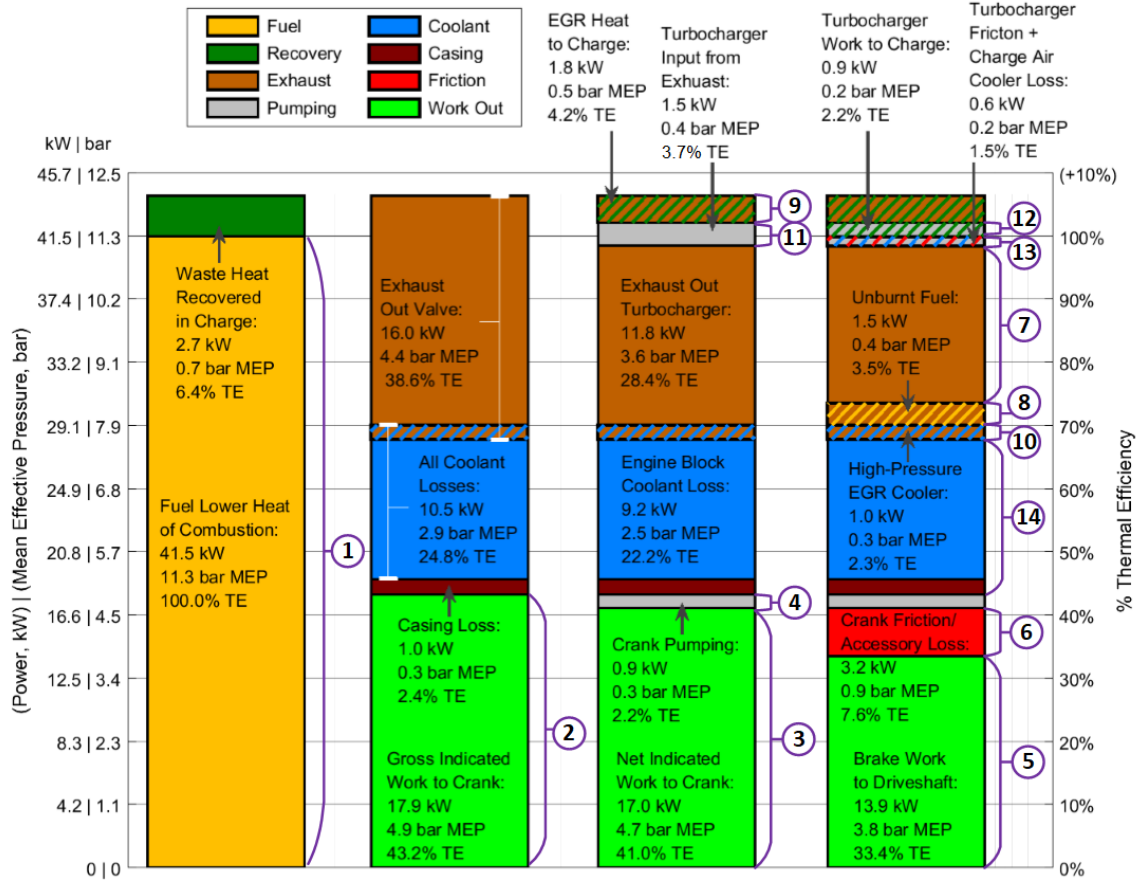 Fuel
Recovery
Exhaust
Pumping
Coolant
Casing
Friction
Work Out
EGR Heat
to Charge:
1.8 kW
0.5 bar MEP
4.2% TE
Turbocharger
Input from
Exhuast:
1.5 kW
0.4 bar MEP
3.7% TE
Turbocharger
Work to Charge:
0.9 kW
0.2 bar MEP
2.2% TE
Turbocharger
Fricton +
Charge Air
Cooler Loss:
0.6 kW
0.2 bar MEP
1.5% TE
kW | bar
45.7 | 12.5
41.5 | 11.3
37.4 | 10.2
33.2 | 9.1
29.1 | 7.9
24.9 | 6.8
20.8 | 5.7
16.6 | 4.5
12.5 | 3.4
8.3 | 2.3
4.2 | 1.1
0 | 0
(Power, kW) | (Mean Effective Pressure, bar)
Waste Heat
Recovered
in Charge:
2.7 kW
0.7 bar MEP
6.4% TE
Fuel Lower Heat
of Combustion:
41.5 kW
11.3 bar MEP
100.0% TE
1
Exhaust
Out Valve:
16.0 kW
4.4 bar MEP
38.6% TE
All Coolant
Losses:
10.5 kW
2.9 bar MEP
24.8% TE
Casing Loss:
1.0 kW
0.3 bar MEP
2.4% TE
Gross Indicated
Work to Crank:
17.9 kW
4.9 bar MEP
43.2% TE
2
Exhaust Out
Turbocharger:
11.8 kW
3.6 bar MEP
28.4% TE
Engine Block
Coolant Loss:
9.2 kW
2.5 bar MEP
22.2% TE
Crank Pumping:
0.9 kW
0.3 bar MEP
2.2% TE
Net Indicated
Work to Crank:
17.0 kW
4.7 bar MEP
41.0% TE
9
11
4
3
Unburnt Fuel:
1.5 kW
0.4 bar MEP
3.5% TE
High-Pressure
EGR Cooler:
1.0 kW
0.3 bar MEP
2.3% TE
Crank Friction/
Accessory Loss:
3.2 kW
0.9 bar MEP
7.6% TE
Brake Work
to Driveshaft:
13.9 kW
3.8 bar MEP
33.4% TE
12
13
7
8
10
14
6
5
(+10%)
100%
90%
80%
70%
60%
50%
40%
30%
20%
10%
0%
% Thermal Efficiency